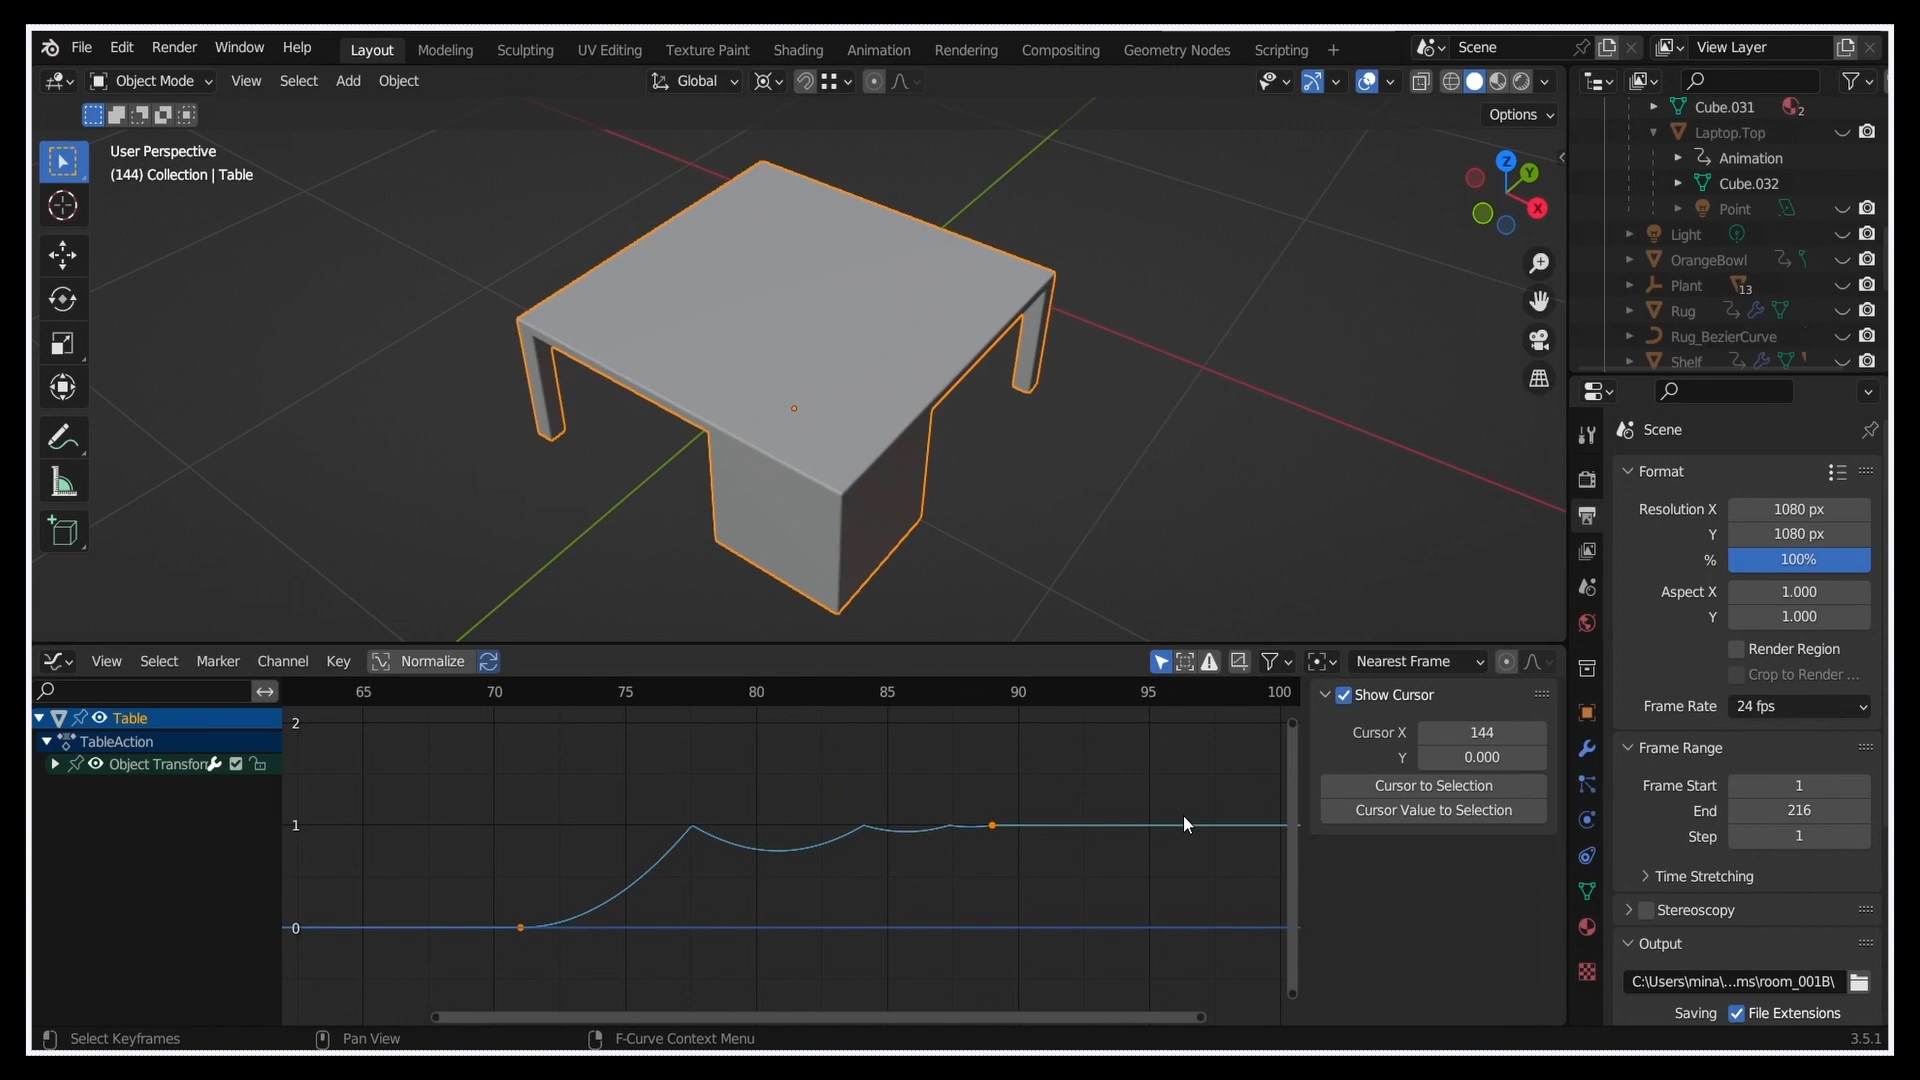 File Edit Render Window Help Layout Modeling Sculpting UV Editing Texture Paint Shading Animation Rendering Compositing Geometry Nodes Scripting + Scene View Layer
Object Mode View Select Add Object Global
Options
User Perspective
(144) Collection | Table
Z
Y
X
Cube.031 2
Laptop.Top
Animation
Cube.032
Point
Light
OrangeBowl
Plant 13
Rug
Rug_BezierCurve
Shelf
Scene
Format
Resolution X 1080 px
Y 1080 px
% 100%
Aspect X 1.000
Y 1.000
Render Region
Crop to Render ...
Frame Rate 24 fps
Frame Range
Frame Start 1
End 216
Step 1
Time Stretching
Stereoscopy
Output
C:\Users\mina\...ms\room_001B\
Saving File Extensions
View Select Marker Channel Key Normalize Nearest Frame
65 70 75 80 85 90 95 100
Table
TableAction
Object Transfor
2
1
0
Show Cursor
Cursor X 144
Y 0.000
Cursor to Selection
Cursor Value to Selection
Select Keyframes Pan View F-Curve Context Menu 3.5.1